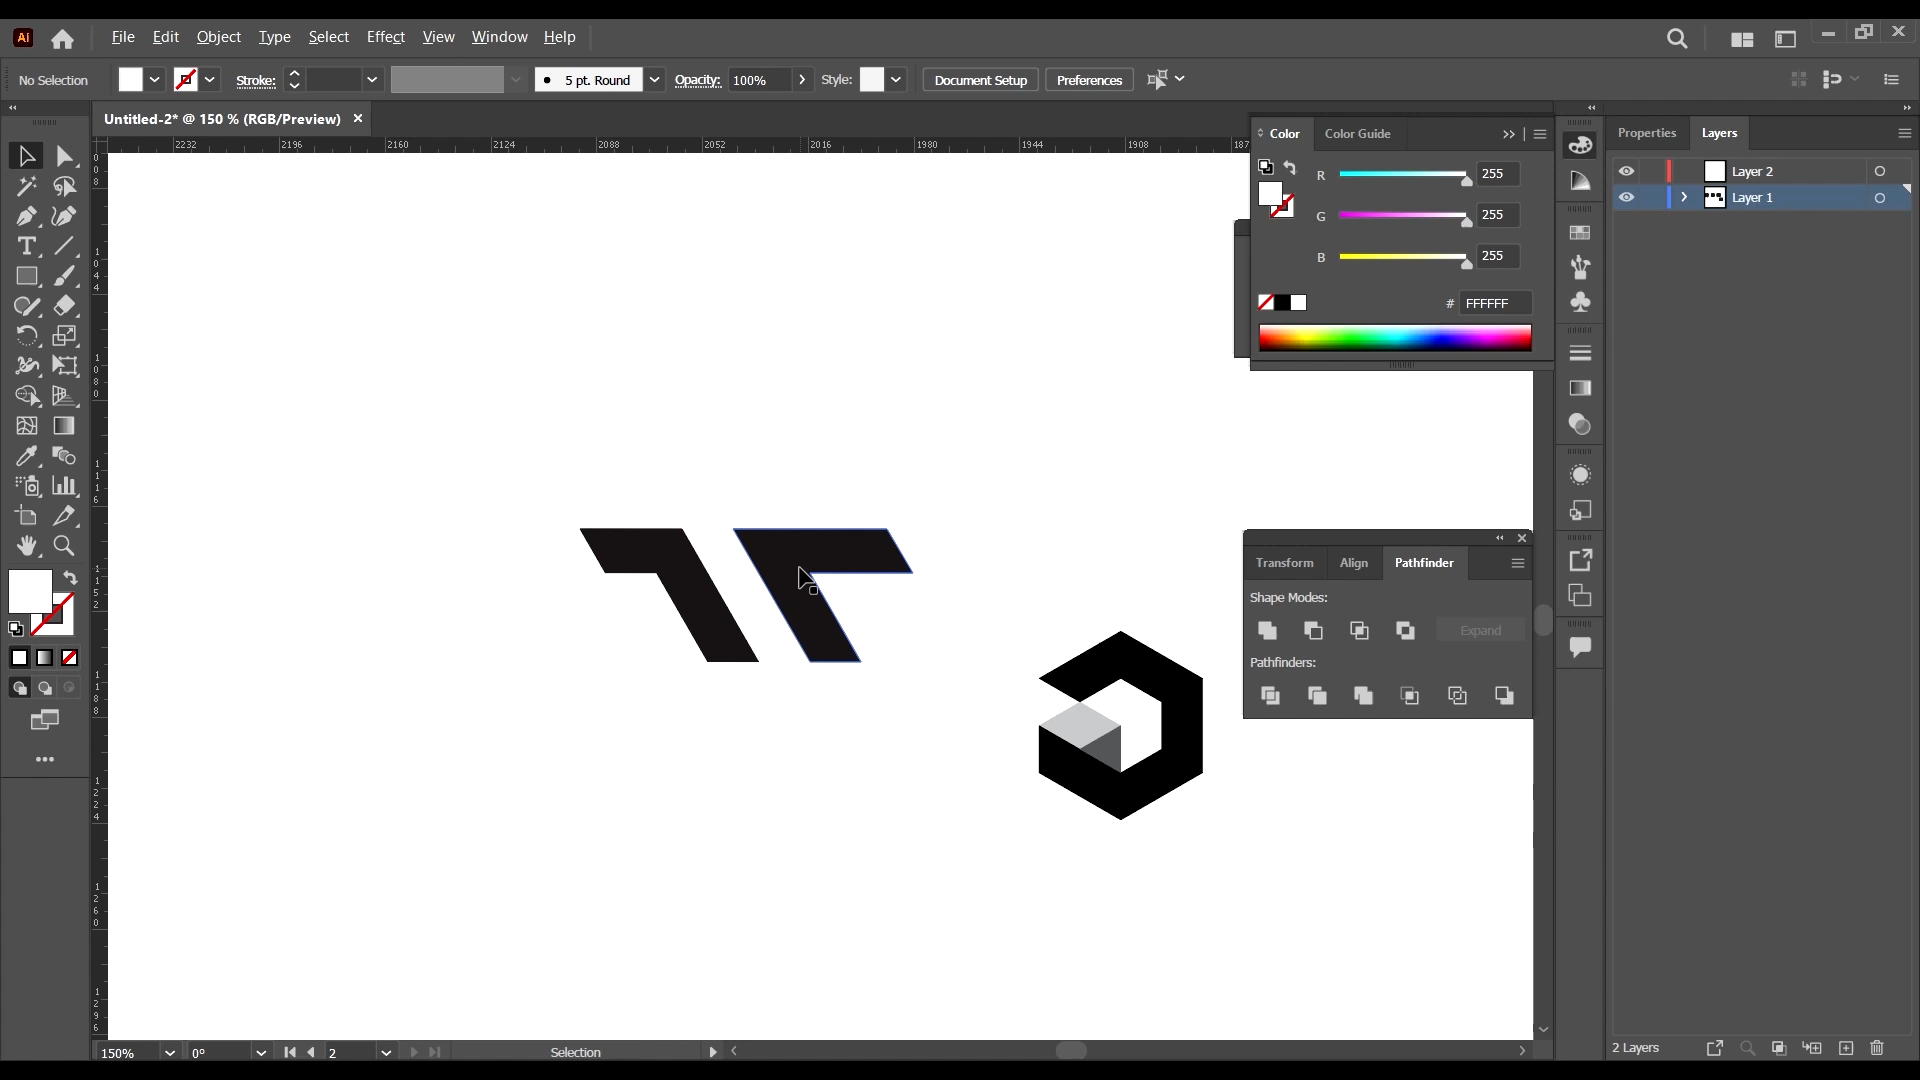 Ai File Edit Object Type Select Effect View Window Help
No Selection Stroke: 5 pt. Round Opacity: 100% Style: Document Setup Preferences
Untitled-2* @ 150 % (RGB/Preview)
2232 2196 2160 2124 2088 2052 2016 1980 1944 1908 187
Color Color Guide
R 255
G 255
B 255
# FFFFFF
Properties Layers
Layer 2
Layer 1
Transform Align Pathfinder
Shape Modes:
Expand
Pathfinders:
150% 0° 2 Selection
2 Layers